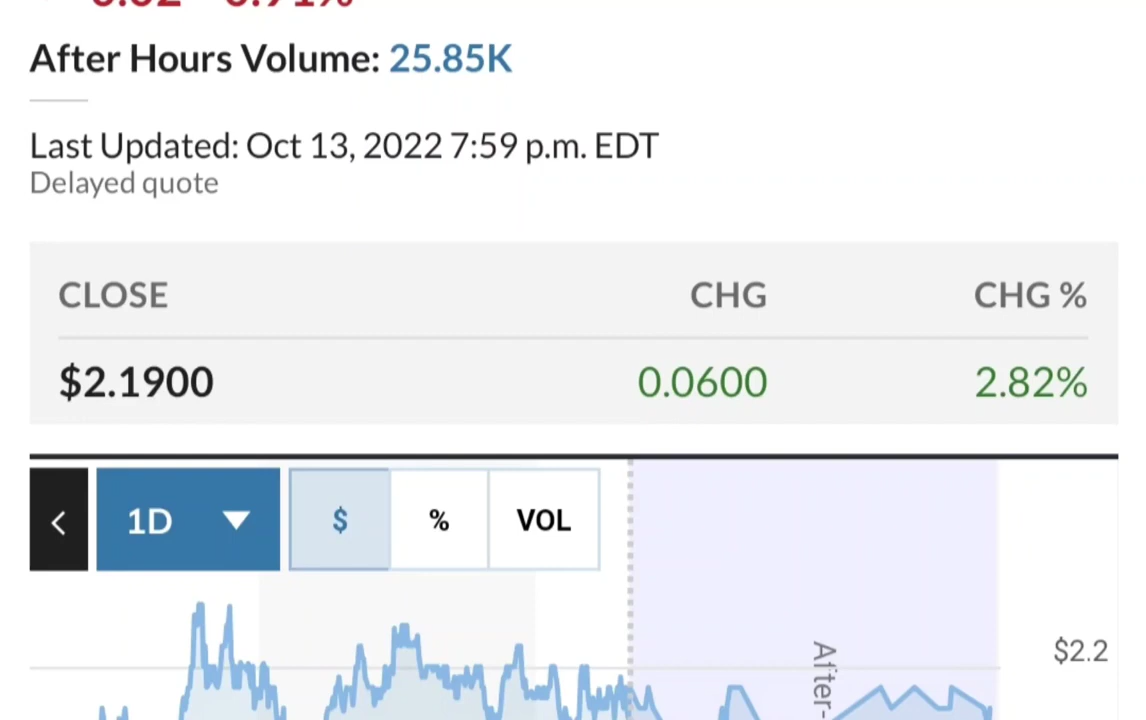 After Hours Volume: 25.85K
Last Updated: Oct 13, 2022 7:59 p.m. EDT
Delayed quote
CLOSE CHG CHG %
$2.1900 0.0600 2.82%
1D $ % VOL
$2.2
After-